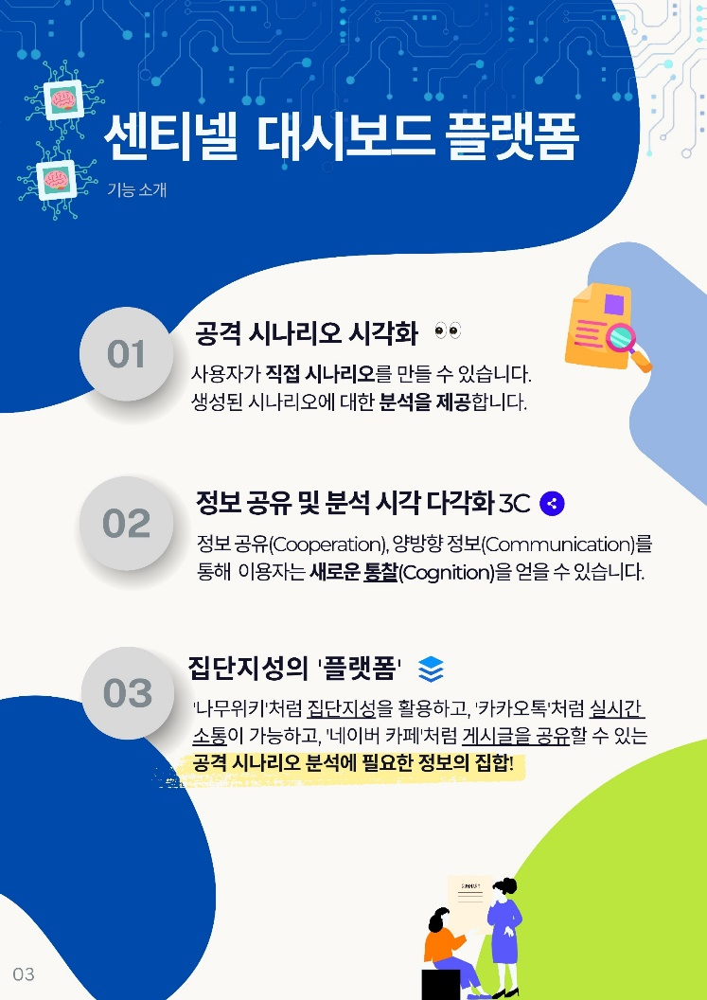 센티넬 대시보드 플랫폼
기능 소개
01
공격 시나리오 시각화
사용자가 직접 시나리오를 만들 수 있습니다.
생성된 시나리오에 대한 분석을 제공합니다.
02
정보 공유 및 분석 시각 다각화 3C
정보 공유(Cooperation), 양방향 정보(Communication)를
통해 이용자는 새로운 통찰(Cognition)을 얻을 수 있습니다.
03
집단지성의 '플랫폼'
'나무위키'처럼 집단지성을 활용하고, '카카오톡'처럼 실시간
소통이 가능하고, '네이버 카페'처럼 게시글을 공유할 수 있는
공격 시나리오 분석에 필요한 정보의 집합!
SUMMARY
03